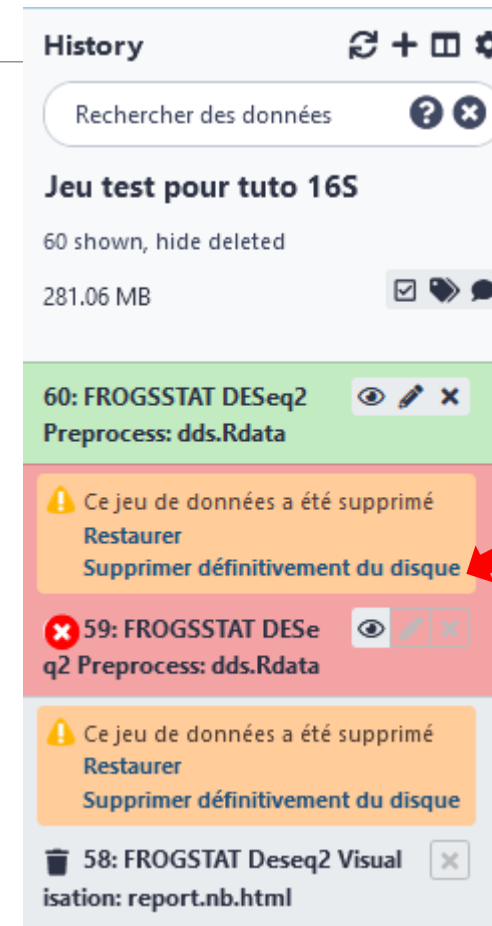 History
Rechercher des données
Jeu test pour tuto 16S
60 shown, hide deleted
281.06 MB
60: FROGSSTAT DESeq2
Preprocess: dds.Rdata
Ce jeu de données a été supprimé
Restaurer
Supprimer définitivement du disque
59: FROGSSTAT DESe
q2 Preprocess: dds.Rdata
Ce jeu de données a été supprimé
Restaurer
Supprimer définitivement du disque
58: FROGSTAT Deseq2 Visual
isation: report.nb.html